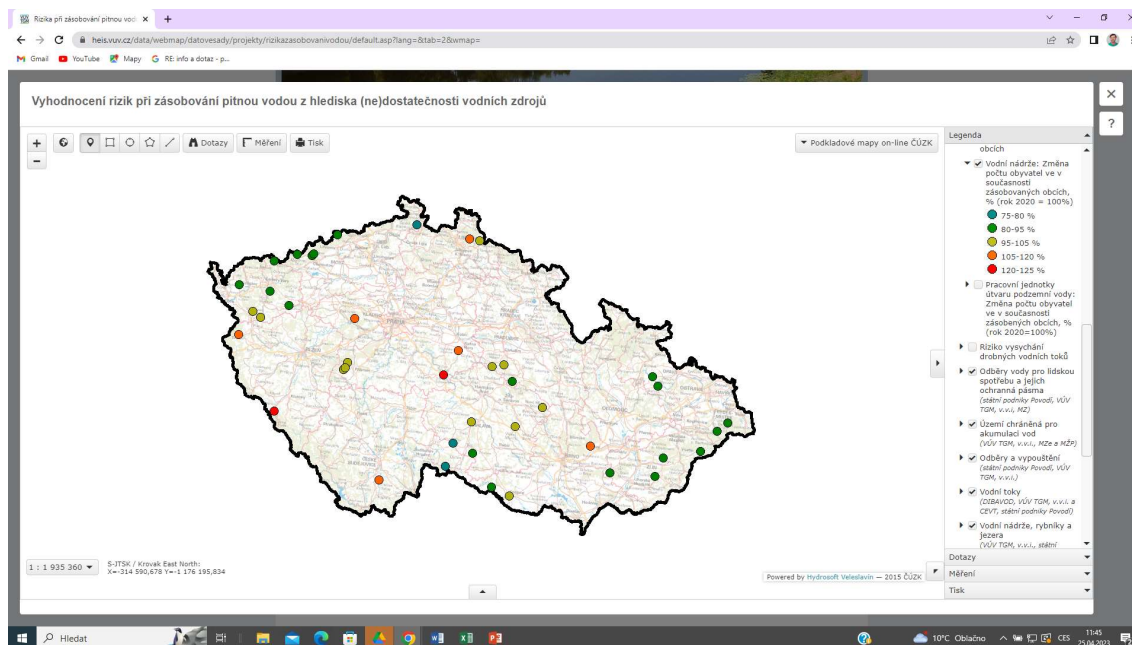 Rizika při zásobování pitnou vod
heis.vuv.cz/data/webmap/datovesady/projekty/rizikazasobovanivodou/default.asp?lang=&tab=2&wmap=
Gmail
YouTube
Mapy
RE: info a dotaz - p...
Vyhodnocení rizik při zásobování pitnou vodou z hlediska (ne)dostatečnosti vodních zdrojů
?
+
−
Dotazy
Měření
Tisk
Podkladové mapy on-line ČÚZK
Legenda
obcích
Vodní nádrže: Změna
počtu obyvatel ve v
současnosti
zásobovaných obcích,
% (rok 2020 = 100%)
75-80 %
80-95 %
95-105 %
105-120 %
120-125 %
Pracovní jednotky
útvaru podzemní vody:
Změna počtu obyvatel
ve v současnosti
zásobených obcích, %
(rok 2020=100%)
Riziko vysychání
drobných vodních toků
Odběry vody pro lidskou
spotřebu a jejich
ochranná pásma
(státní podniky Povodí, VÚV
TGM, v.v.i, MZ)
Území chráněná pro
akumulaci vod
(VÚV TGM, v.v.i., MZe a MŽP)
Odběry a vypouštění
(státní podniky Povodí, VÚV
TGM, v.v.i.)
Vodní toky
(DIBAVOD, VÚV TGM, v.v.i. a
CEVT, státní podniky Povodí)
Vodní nádrže, rybníky a
jezera
(VÚV TGM, v.v.i., státní
Dotazy
Měření
Tisk
1 : 1 935 360
S-JTSK / Krovak East North:
X=-314 590,678 Y=-1 176 195,834
Powered by Hydrosoft Veleslavín — 2015 ČÚZK
Hledat
10°C Oblačno
CES
11:45
25.04.2023